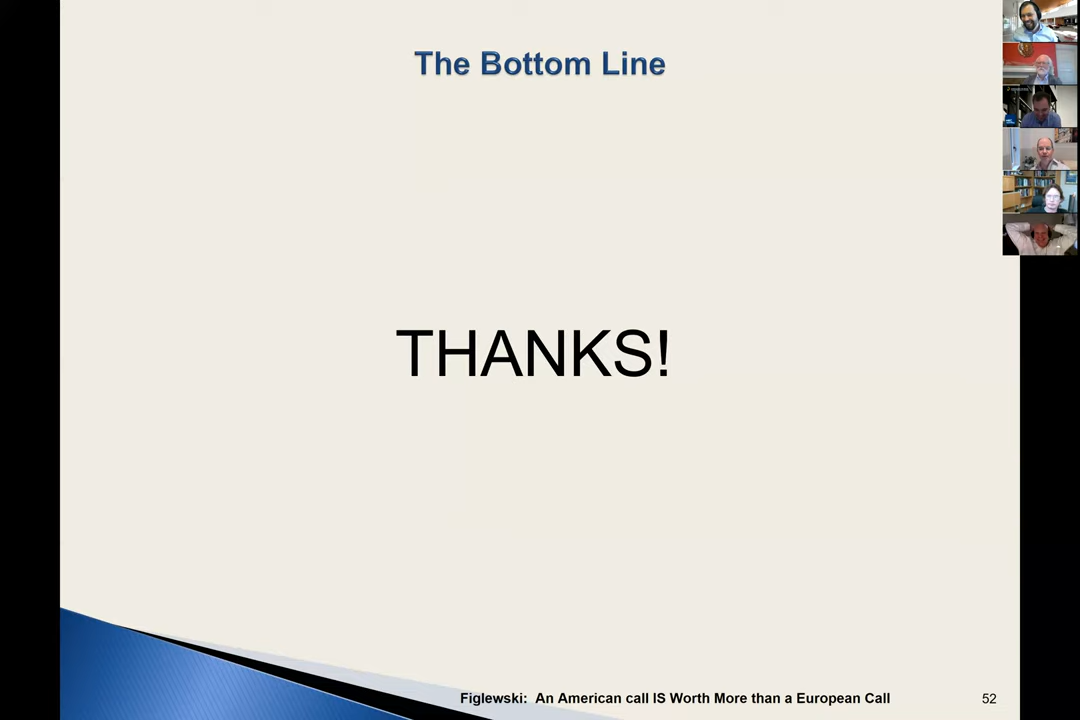 The Bottom Line
THANKS!
Figlewski: An American call IS Worth More than a European Call
52